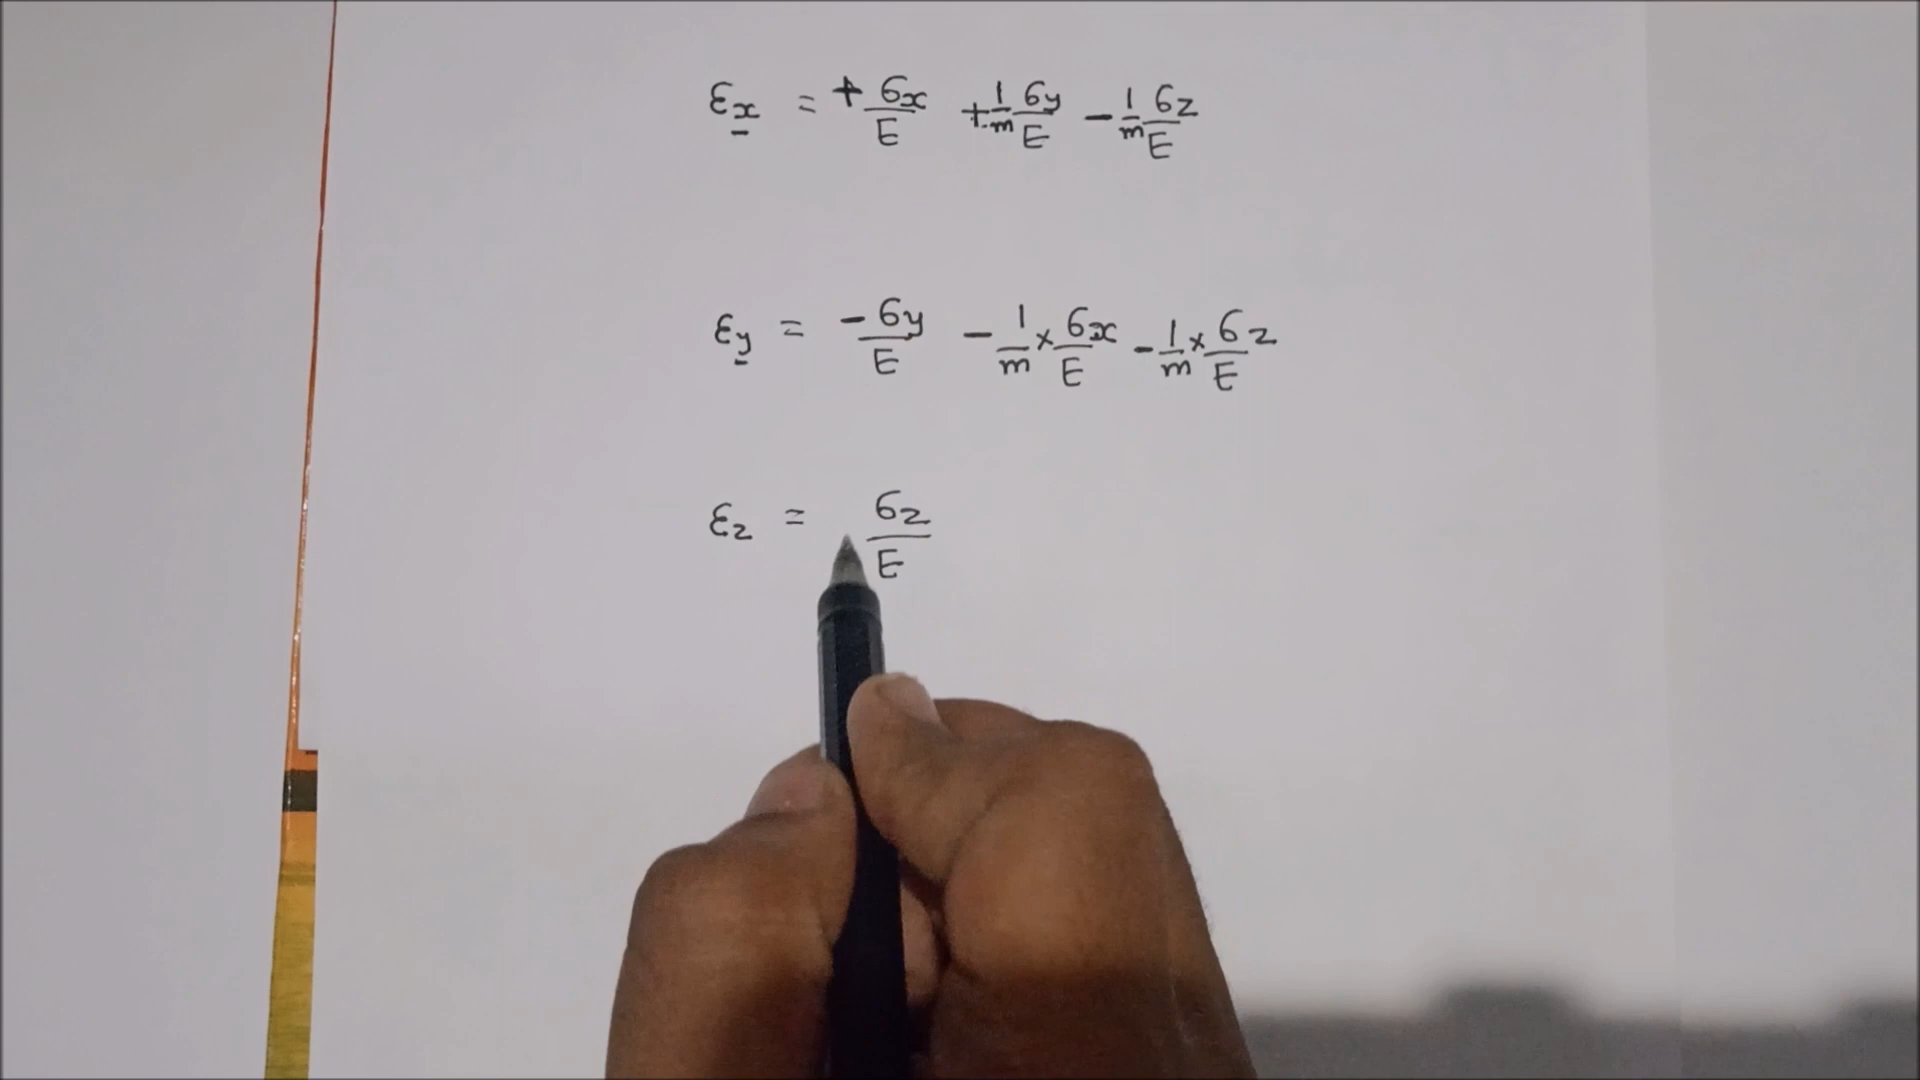 εx = + σx/E + 1/m σy/E - 1/m σz/E
εy = - σy/E - 1/m × σx/E - 1/m × σz/E
εz = σz/E